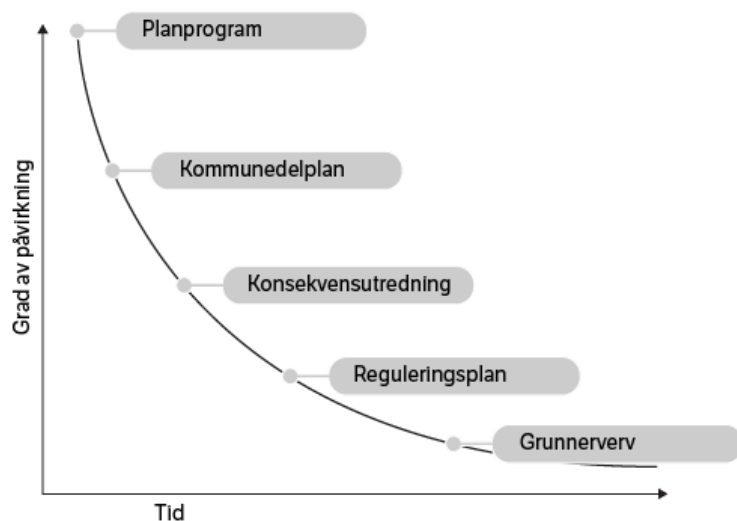 Planprogram
Kommunedelplan
Konsekvensutredning
Reguleringsplan
Grunnerverv
Grad av påvirkning
Tid